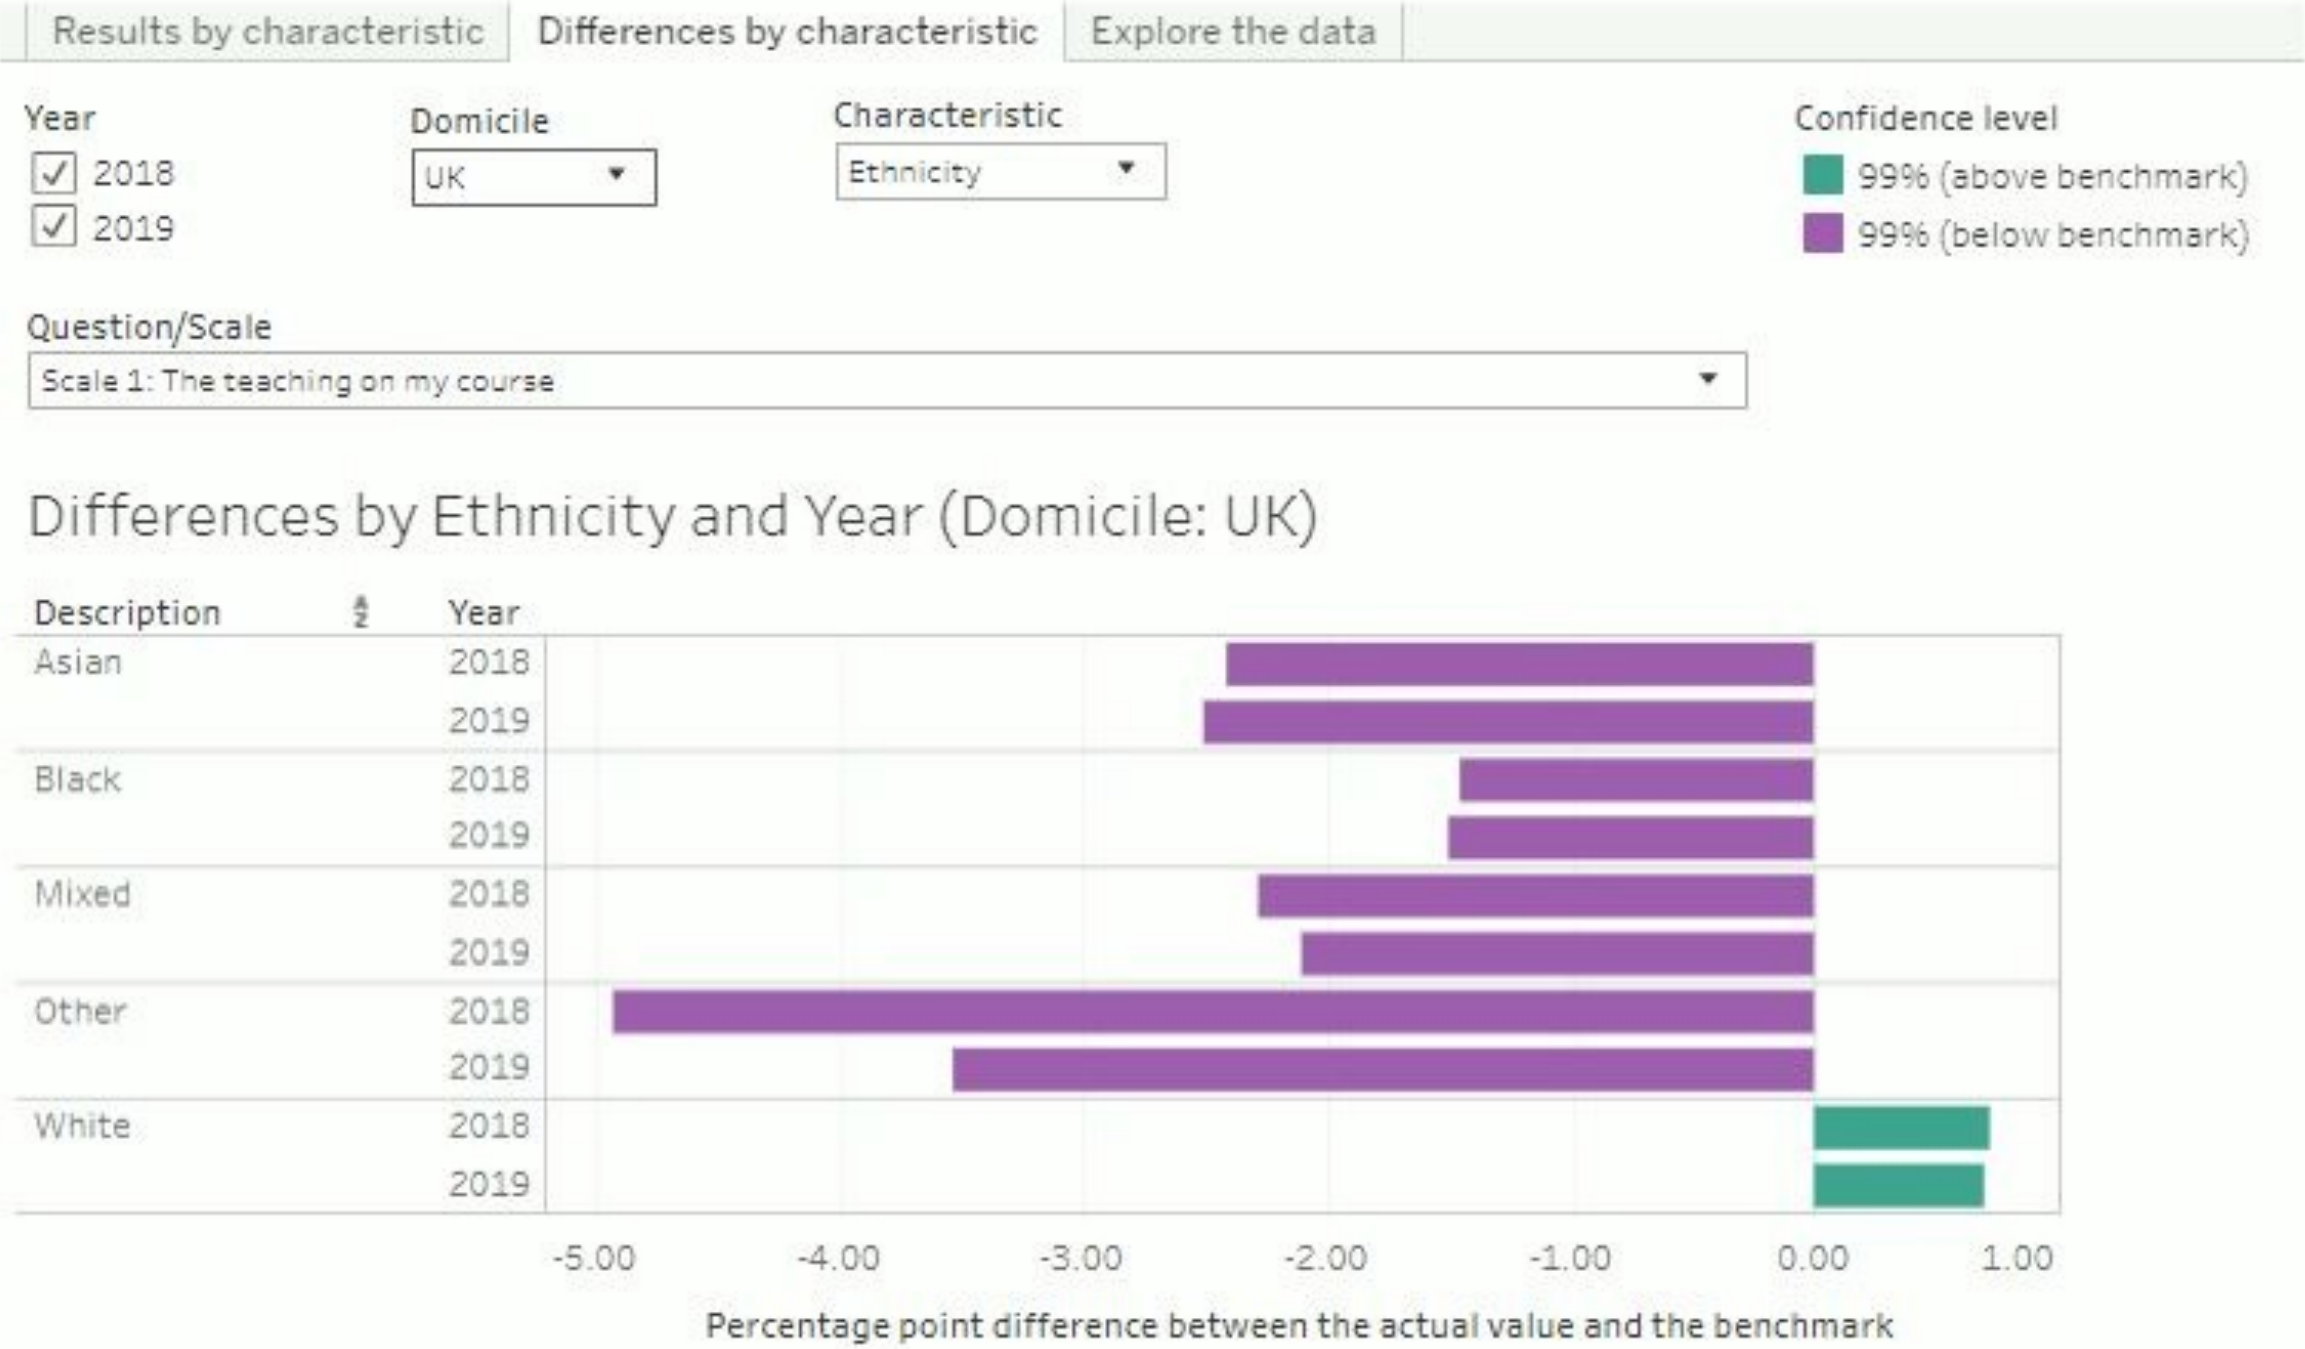 Results by characteristic Differences by characteristic Explore the data
Year Domicile Characteristic Confidence level
2018 UK Ethnicity 99% (above benchmark)
2019 99% (below benchmark)
Question/Scale
Scale 1: The teaching on my course
Differences by Ethnicity and Year (Domicile: UK)
Description AZ Year
Asian 2018
2019
Black 2018
2019
Mixed 2018
2019
Other 2018
2019
White 2018
2019
-5.00 -4.00 -3.00 -2.00 -1.00 0.00 1.00
Percentage point difference between the actual value and the benchmark